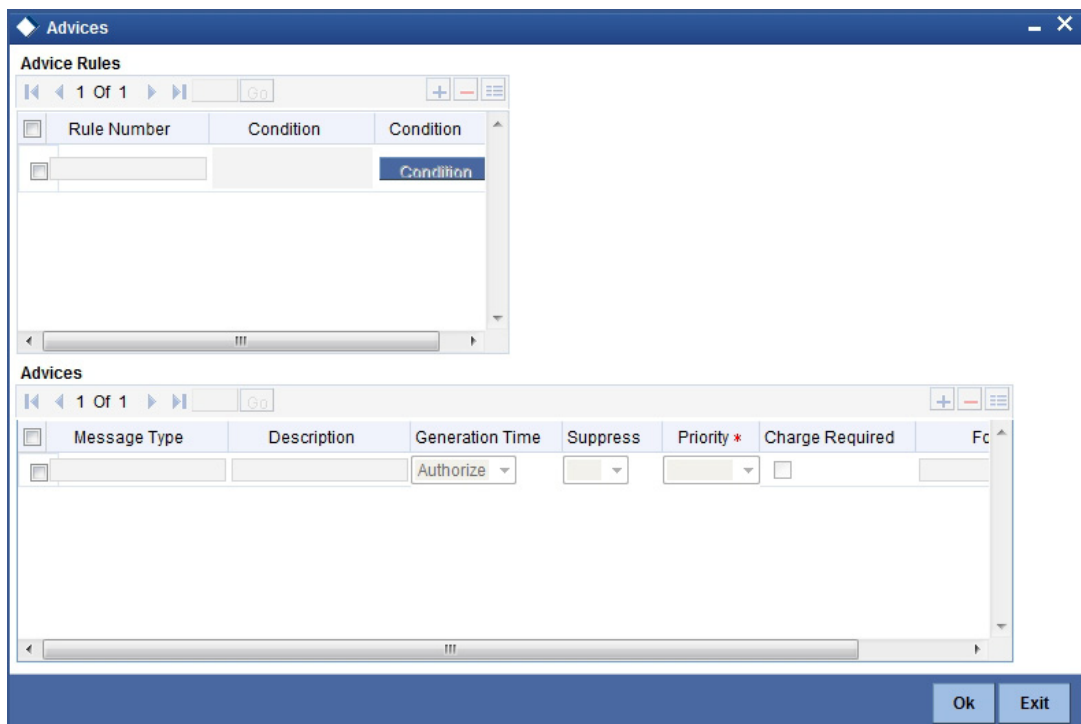 Advices
Advice Rules
1 Of 1 Go
Rule Number Condition Condition
Condition
Advices
1 Of 1 Go
Message Type Description Generation Time Suppress Priority * Charge Required Fo
Authorize
Ok Exit